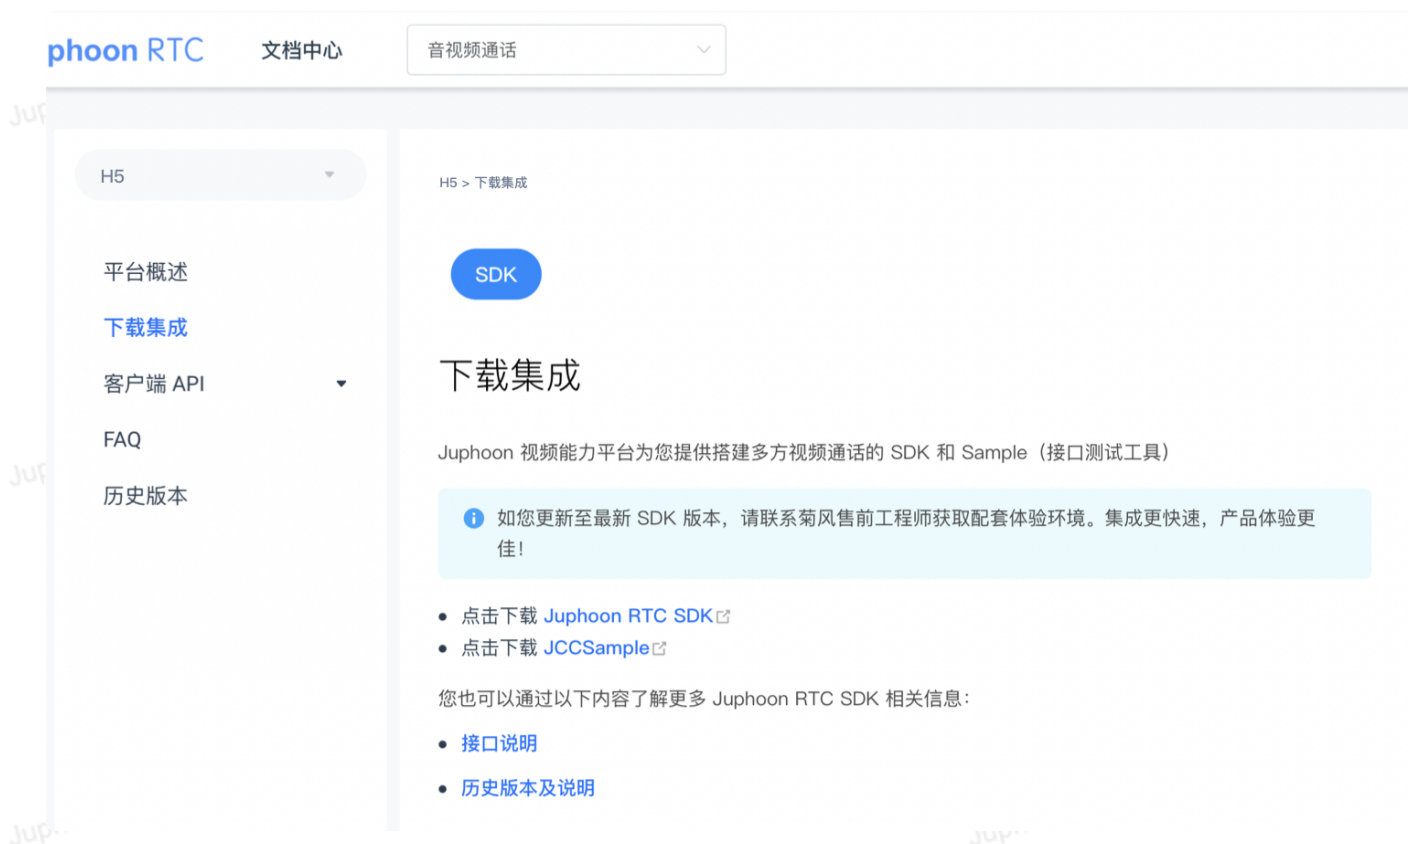 phoon RTC
文档中心
音视频通话
H5
平台概述
下载集成
客户端 API
FAQ
历史版本
H5 > 下载集成
SDK
下载集成
Juphoon 视频能力平台为您提供搭建多方视频通话的 SDK 和 Sample（接口测试工具）
如您更新至最新 SDK 版本，请联系菊风售前工程师获取配套体验环境。集成更快速，产品体验更
佳！
点击下载 Juphoon RTC SDK
点击下载 JCCSample
您也可以通过以下内容了解更多 Juphoon RTC SDK 相关信息：
接口说明
历史版本及说明